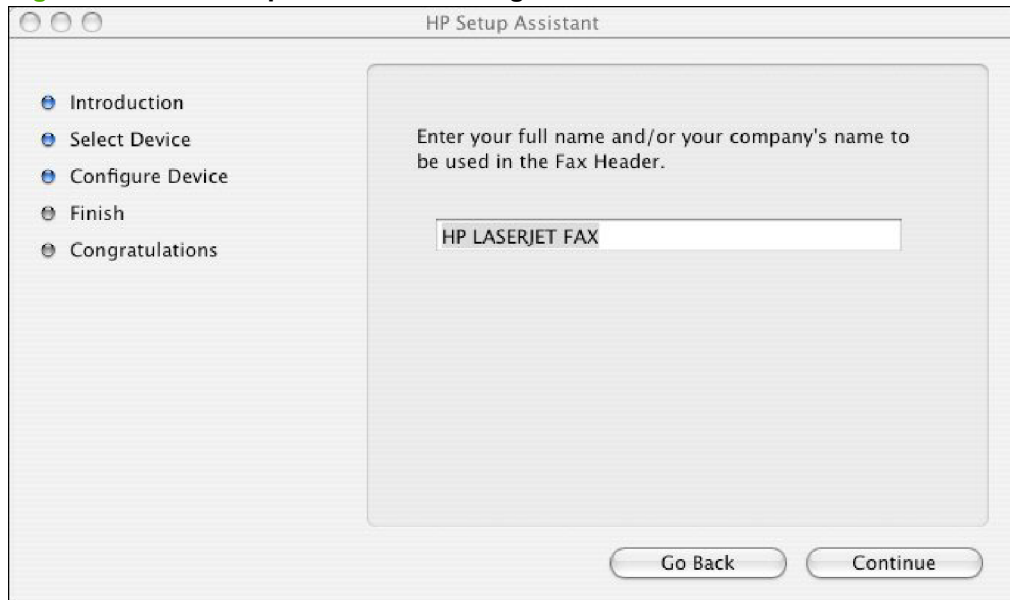 HP Setup Assistant
Introduction
Select Device
Configure Device
Finish
Congratulations
Enter your full name and/or your company's name to
be used in the Fax Header.
HP LASERJET FAX
Go Back
Continue